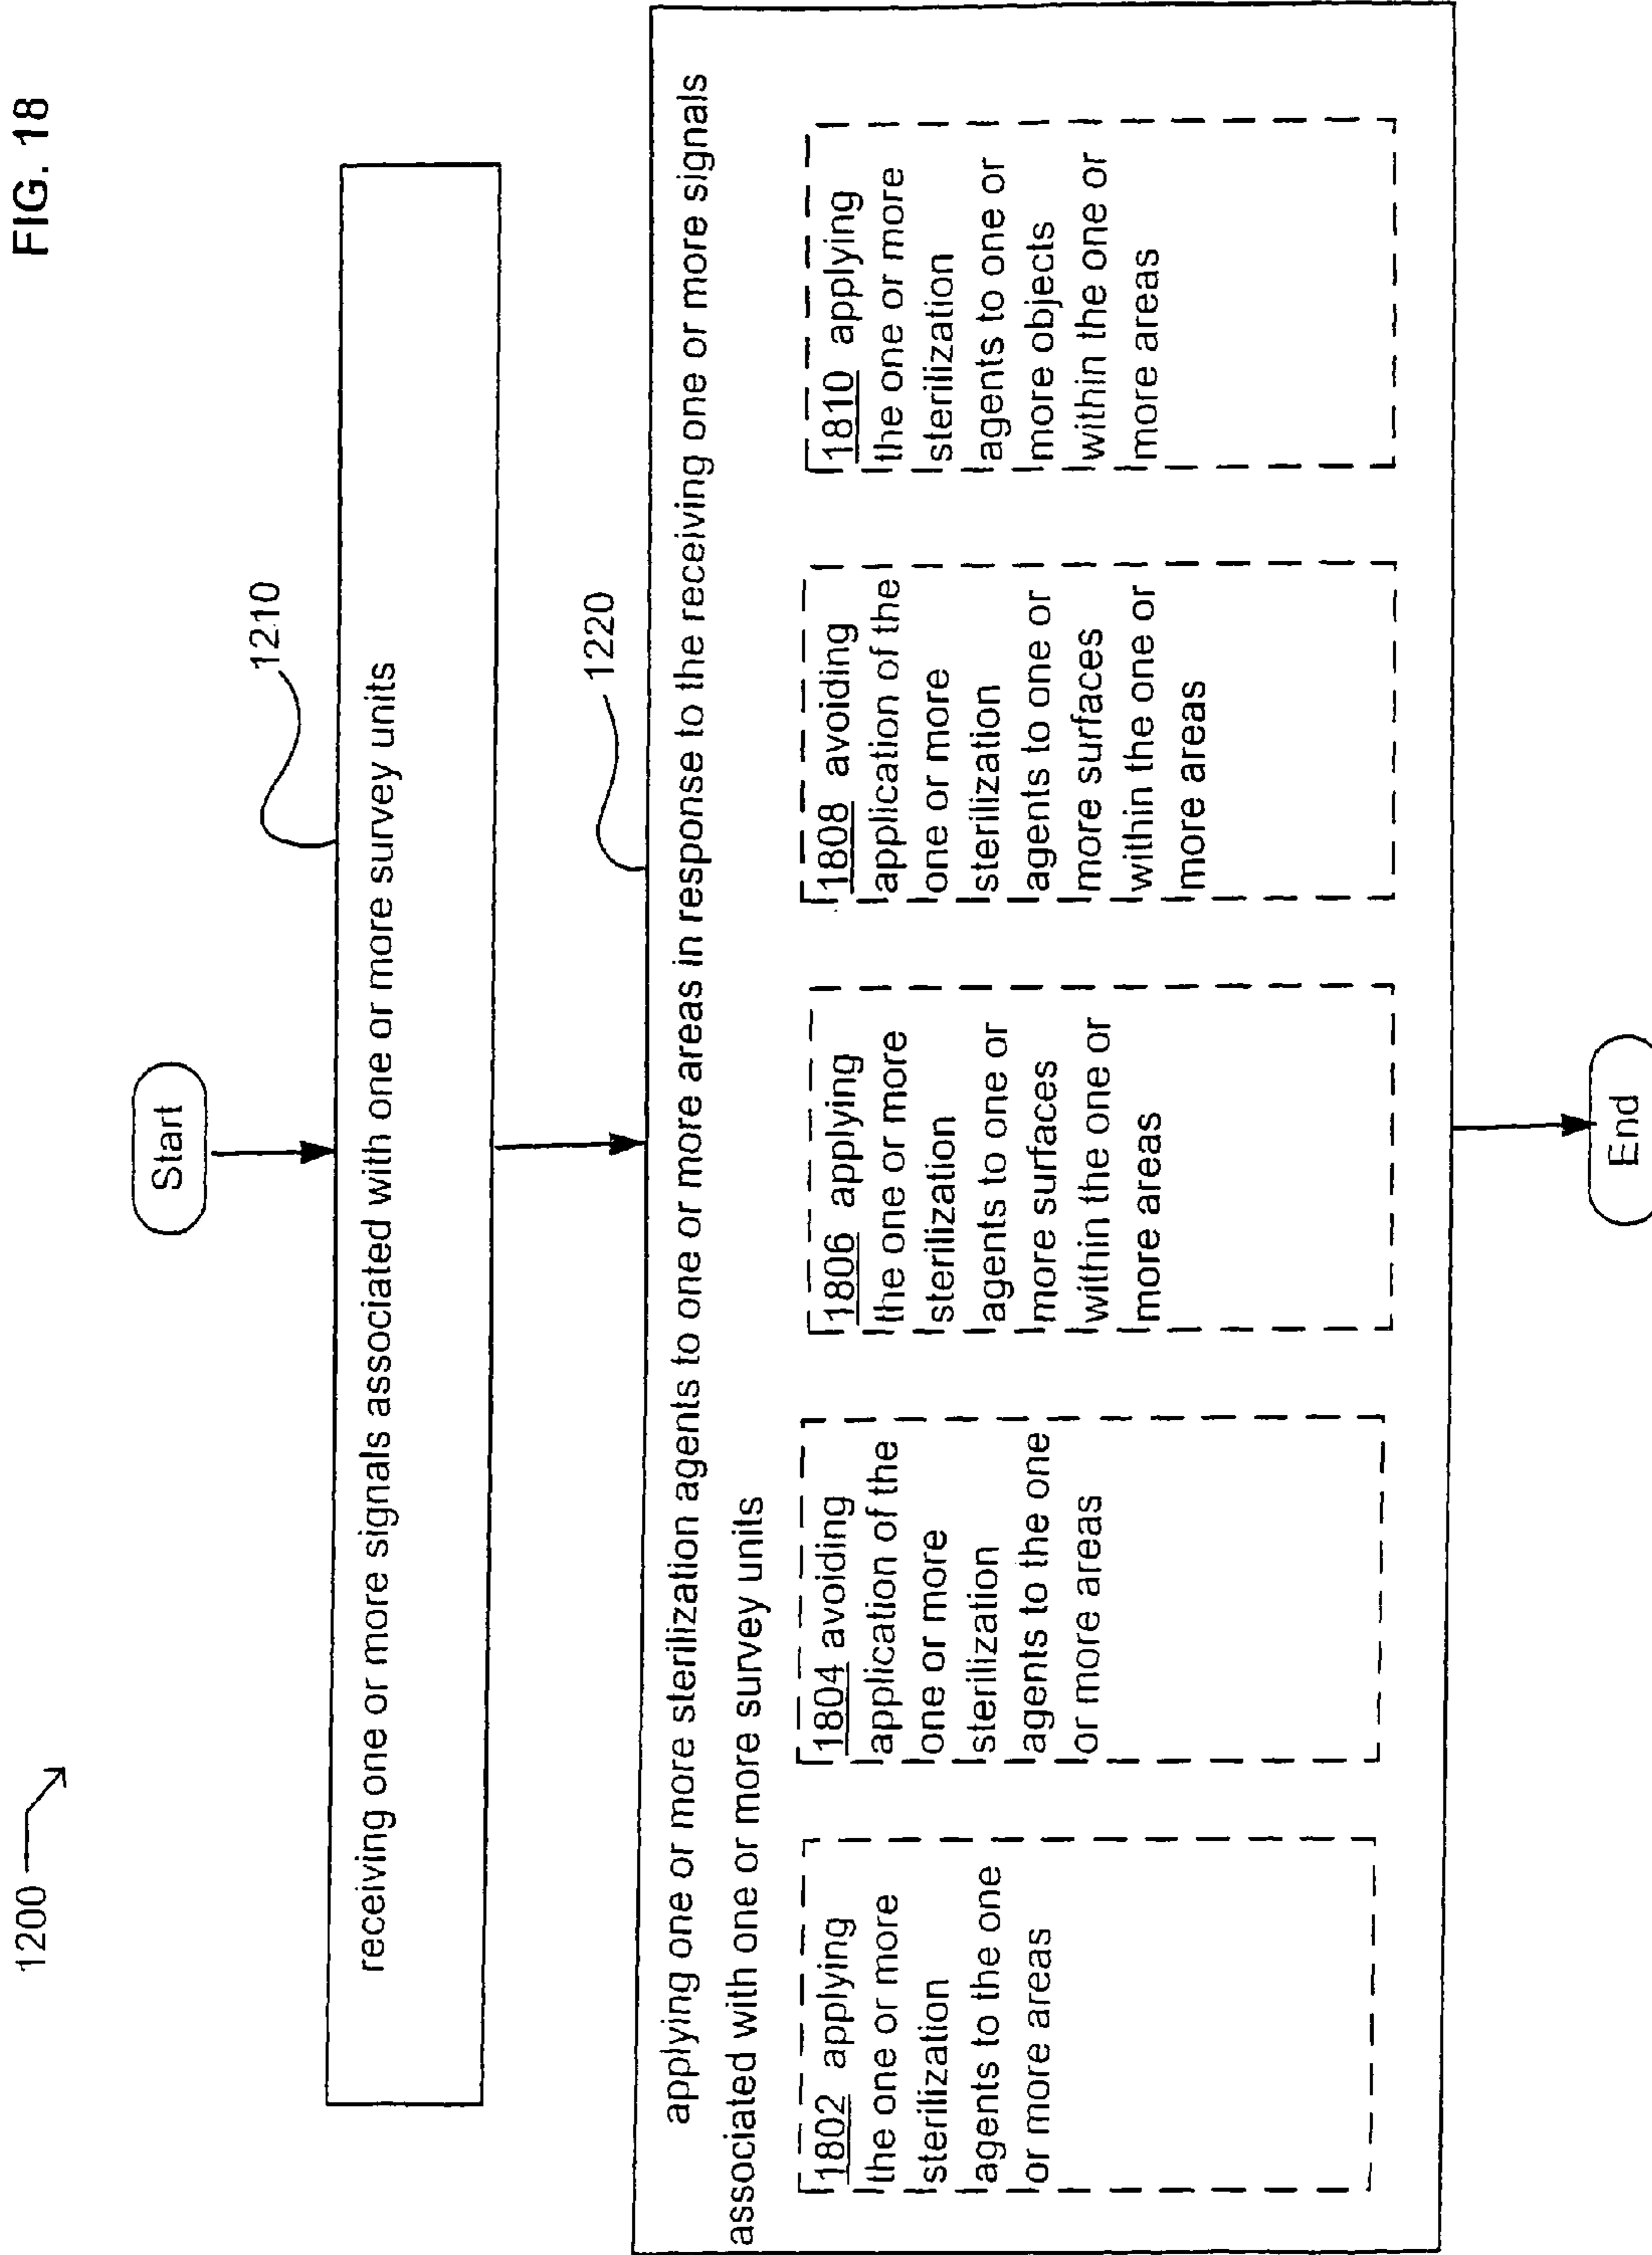 FIG. 18
1200
Start
1210
receiving one or more signals associated with one or more survey units
1220
applying one or more sterilization agents to one or more areas in response to the receiving one or more signals
associated with one or more survey units
1802 applying
the one or more
sterilization
agents to the one
or more areas
1804 avoiding
application of the
one or more
sterilization
agents to the one
or more areas
1806 applying
the one or more
sterilization
agents to one or
more surfaces
within the one or
more areas
1808 avoiding
application of the
one or more
sterilization
agents to one or
more surfaces
within the one or
more areas
1810 applying
the one or more
sterilization
agents to one or
more objects
within the one or
more areas
End